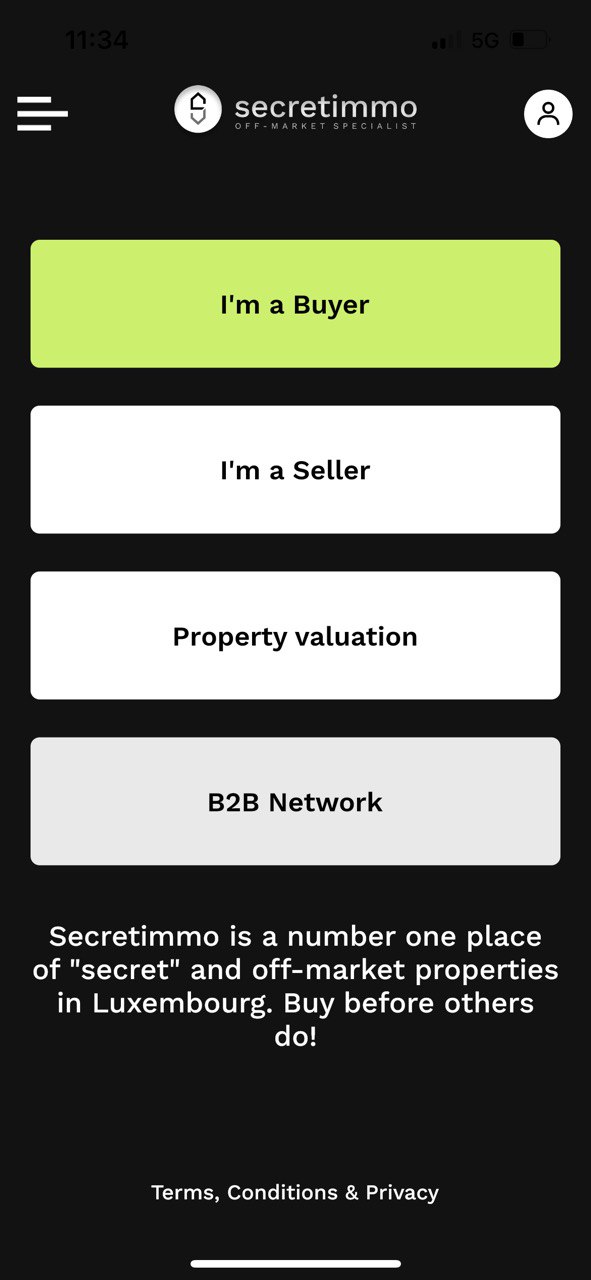 11:34
5G
secretimmo
OFF-MARKET SPECIALIST
I'm a Buyer
I'm a Seller
Property valuation
B2B Network
Secretimmo is a number one place
of "secret" and off-market properties
in Luxembourg. Buy before others
do!
Terms, Conditions & Privacy